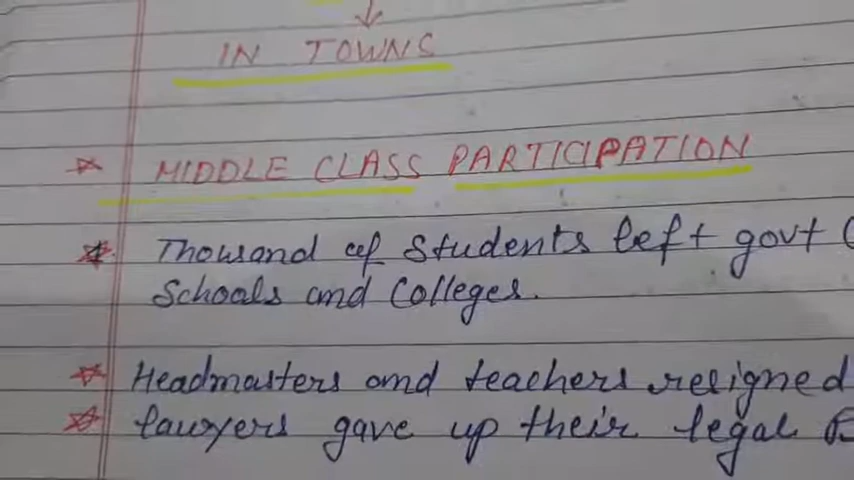 IN TOWNS
MIDDLE CLASS PARTICIPATION
Thousand of Students left govt
Schools and Colleges.
Headmasters and teachers resigned
lawyers gave up their legal